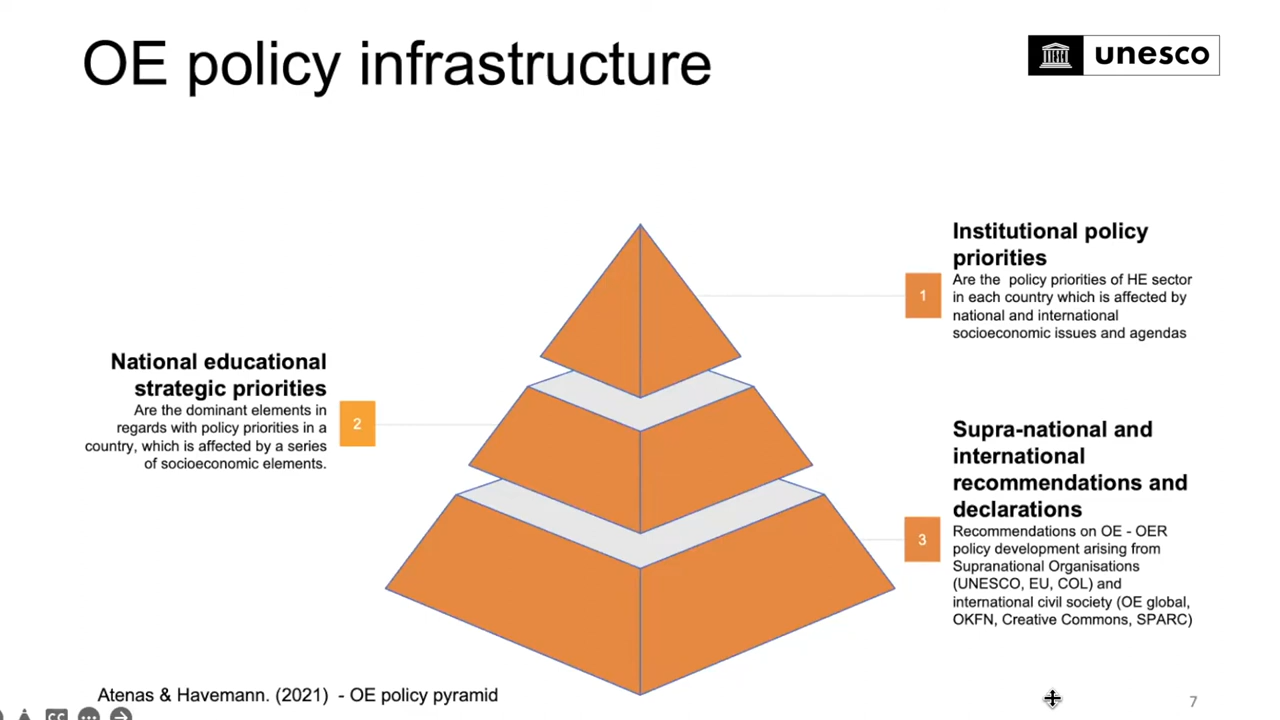 OE policy infrastructure
unesco
Institutional policy
priorities
Are the  policy priorities of HE sector
in each country which is affected by
national and international
socioeconomic issues and agendas
1
National educational
strategic priorities
Are the dominant elements in
regards with policy priorities in a
country, which is affected by a series
of socioeconomic elements.
2
Supra-national and
international
recommendations and
declarations
Recommendations on OE - OER
policy development arising from
Supranational Organisations
(UNESCO, EU, COL) and
international civil society (OE global,
OKFN, Creative Commons, SPARC)
3
Atenas & Havemann. (2021)  - OE policy pyramid
7
CC